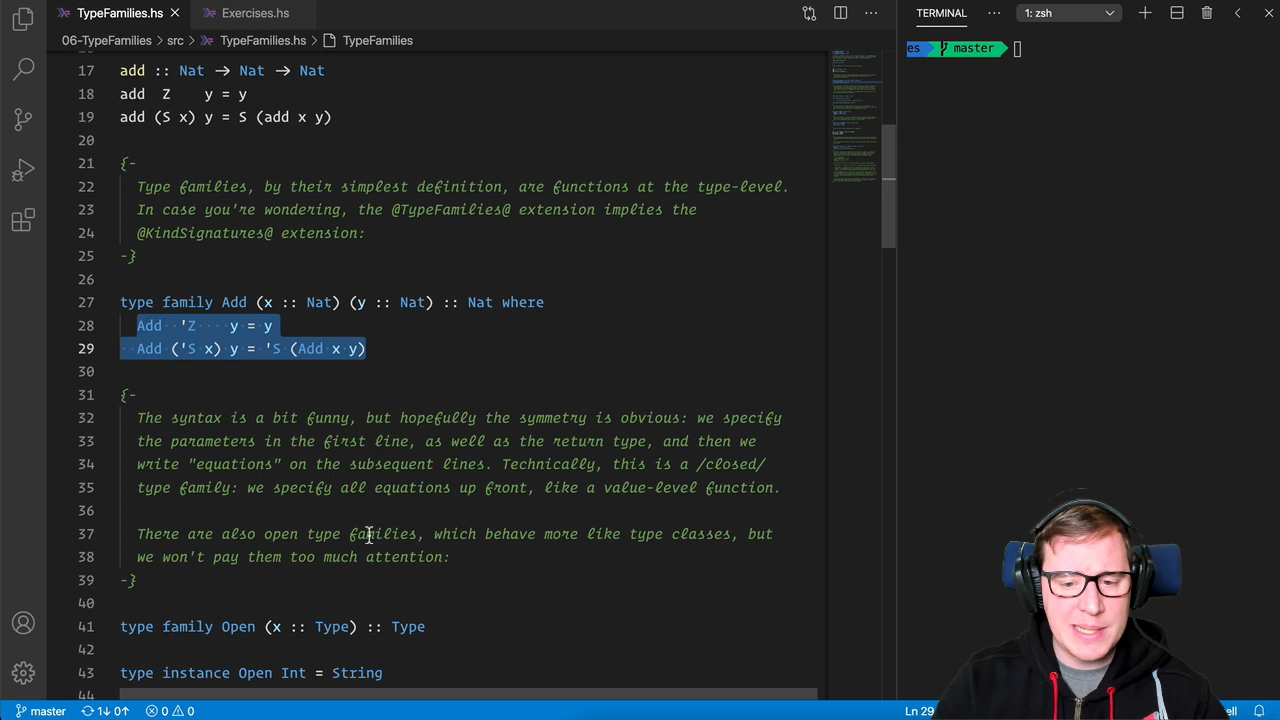 TypeFamilies.hs
Exercises.hs
TERMINAL
1: zsh
06-TypeFamilies > src > TypeFamilies.hs > TypeFamilies
es master
17 add :: Nat → Nat → Nat
add y =
add x) y = (add
20
21 {
22 Type families, by their simplest definition, are functions at the type-level.
23 In case you're wondering, the @TypeFamilies@ extension implies the
24 @KindSignatures@ extension:
25 -}
26
27 type family Add (x :: Nat) (y :: Nat) :: Nat where
28 Add 'Z y = y
29 Add ('S x) y = 'S (Add x y)
30
31 {-
32 The syntax is a bit funny, but hopefully the symmetry is obvious: we specify
33 the parameters in the first line, as well as the return type, and then we
34 write "equations" on the subsequent lines. Technically, this is a /closed/
35 type family: we specify all equations up front, like a value-level function.
36
37 There are also open type families, which behave more like type classes, but
38 we won't pay them too much attention:
39 -}
40
41 type family Open (x :: Type) :: Type
42
43 type instance Open Int = String
44
master 1↓ 0↑ 0 0
Ln 29
ell